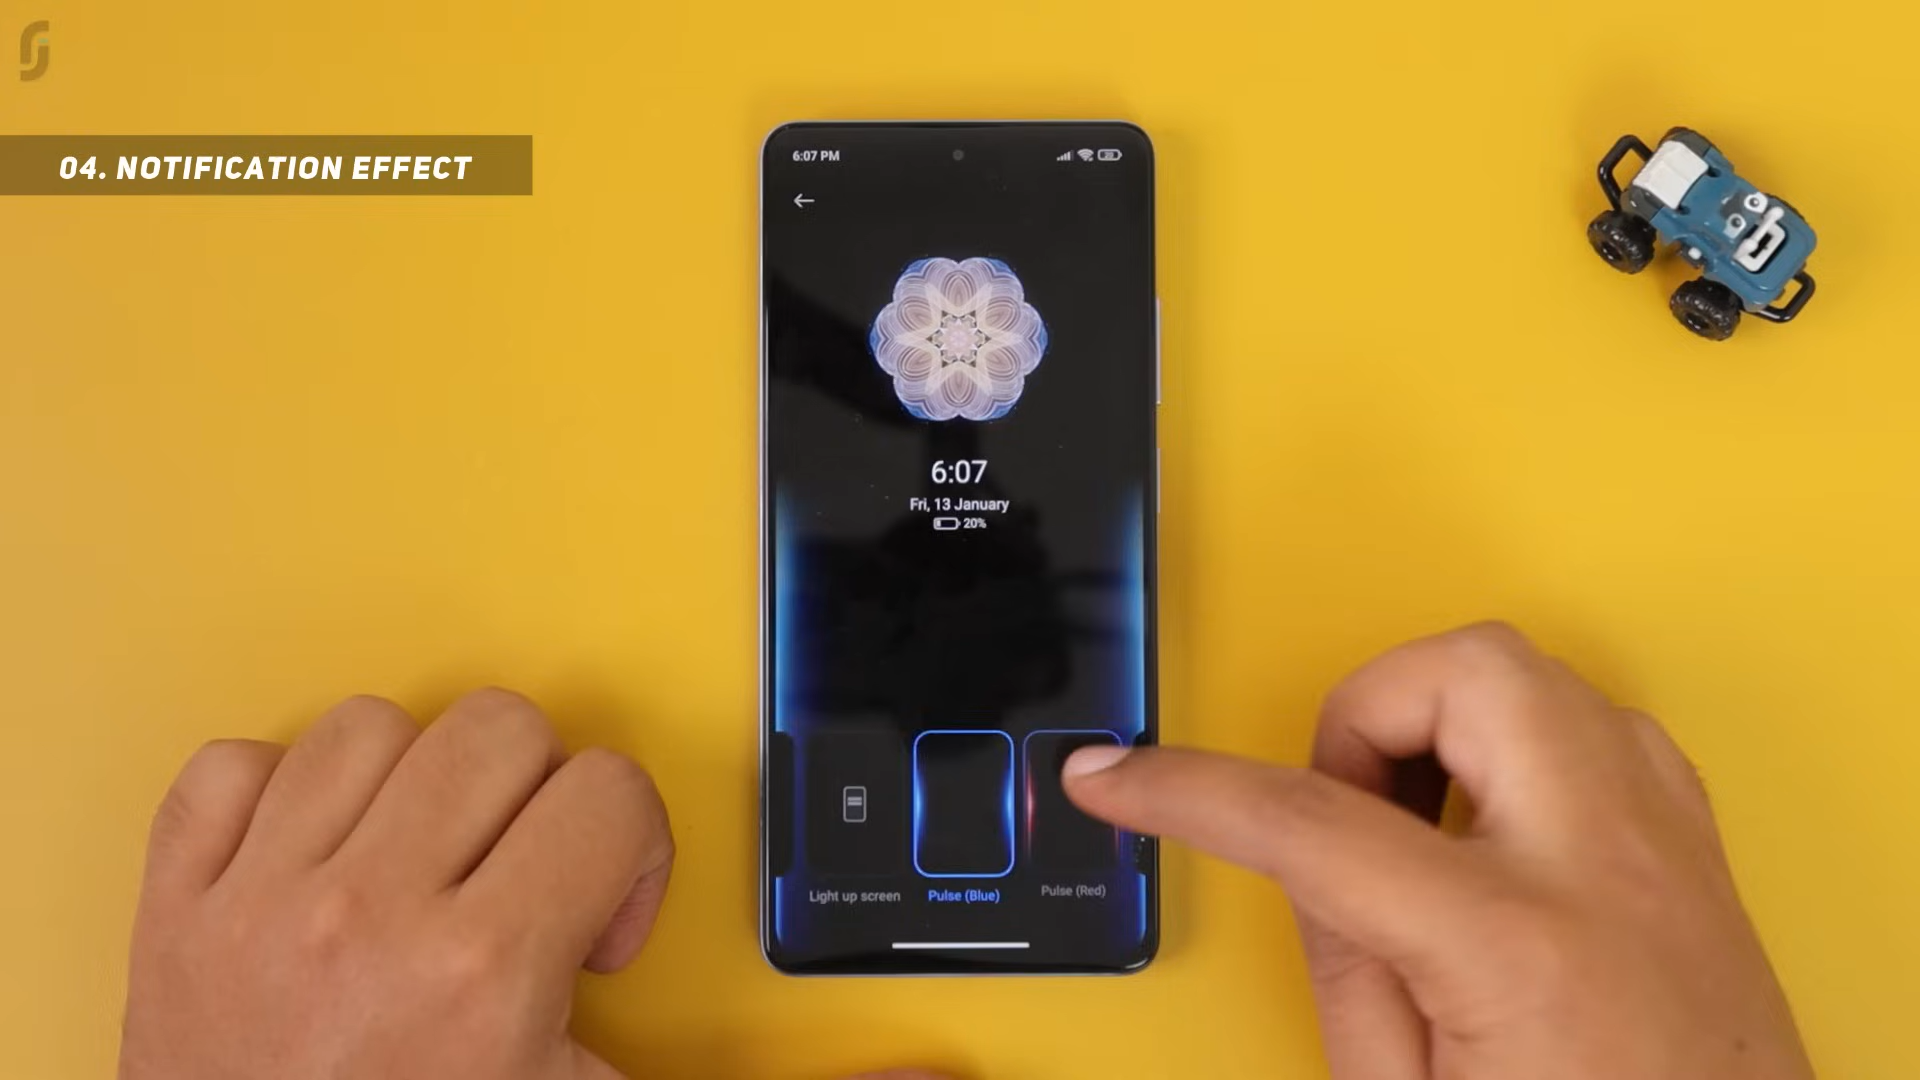 04. NOTIFICATION EFFECT
6:07 PM
20
6:07
Fri, 13 January
20%
Light up screen
Pulse (Blue)
Pulse (Red)